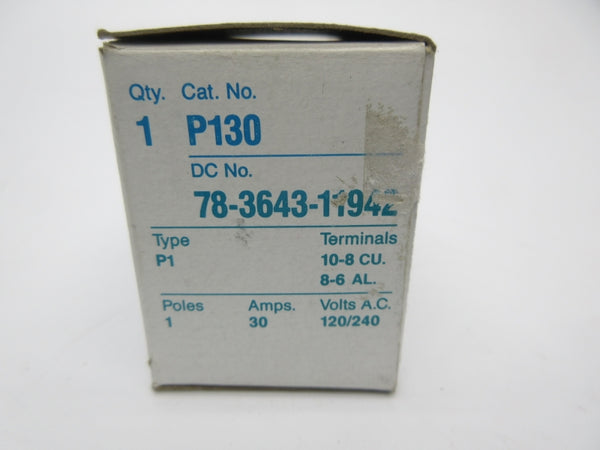 Qty. Cat. No.
1 P130
DC No.
78-3643-11942
Type Terminals
P1 10-8 CU.
8-6 AL.
Poles Amps. Volts A.C.
1 30 120/240